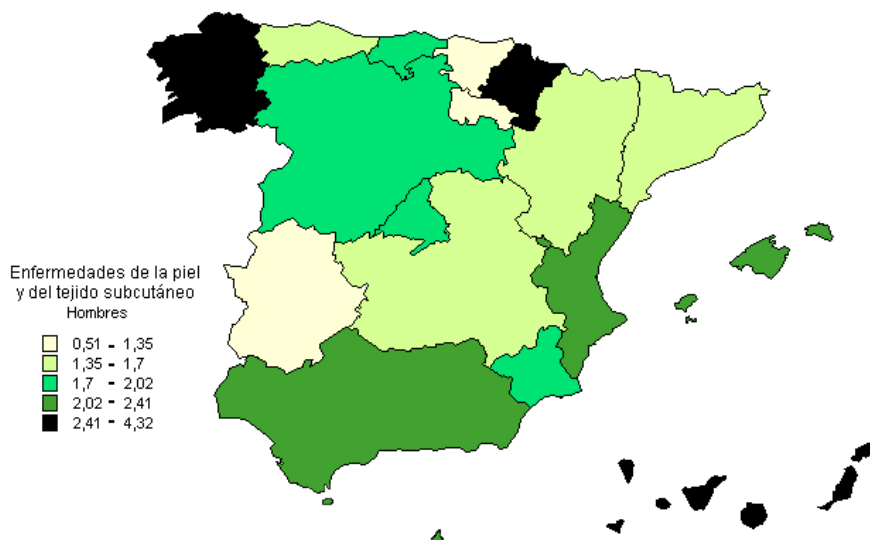 Enfermedades de la piel
y del tejido subcutáneo
Hombres
0,51 - 1,35
1,35 - 1,7
1,7 - 2,02
2,02 - 2,41
2,41 - 4,32